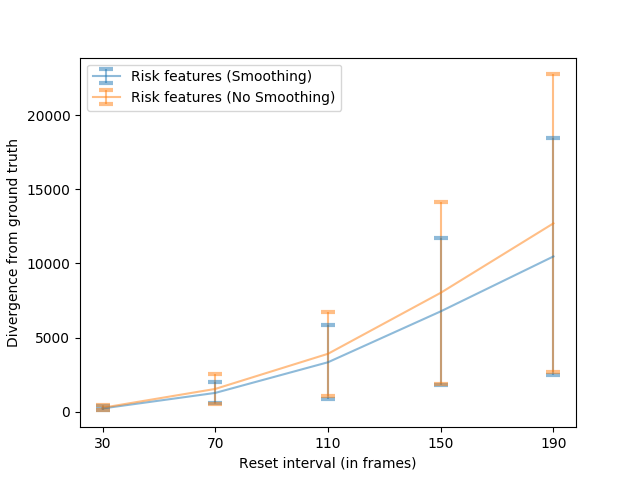 Risk features (Smoothing)
Risk features (No Smoothing)
Divergence from ground truth
20000
15000
10000
5000
0
30 70 110 150 190
Reset interval (in frames)